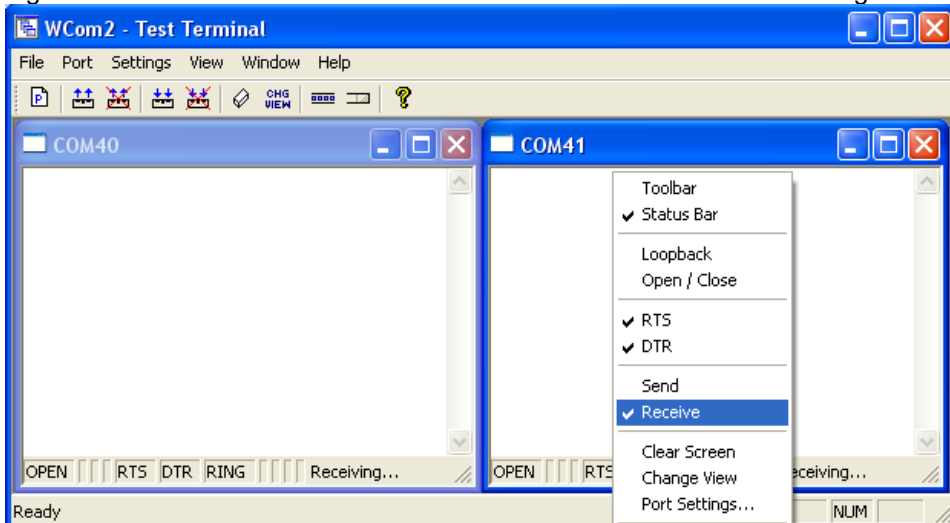 WCom2 - Test Terminal
File Port Settings View Window Help
P CHG VIEW ?
COM40
COM41
Toolbar
Status Bar
Loopback
Open / Close
RTS
DTR
Send
Receive
Clear Screen
Change View
Port Settings...
OPEN RTS DTR RING Receiving...
OPEN RTS eceiving...
Ready NUM